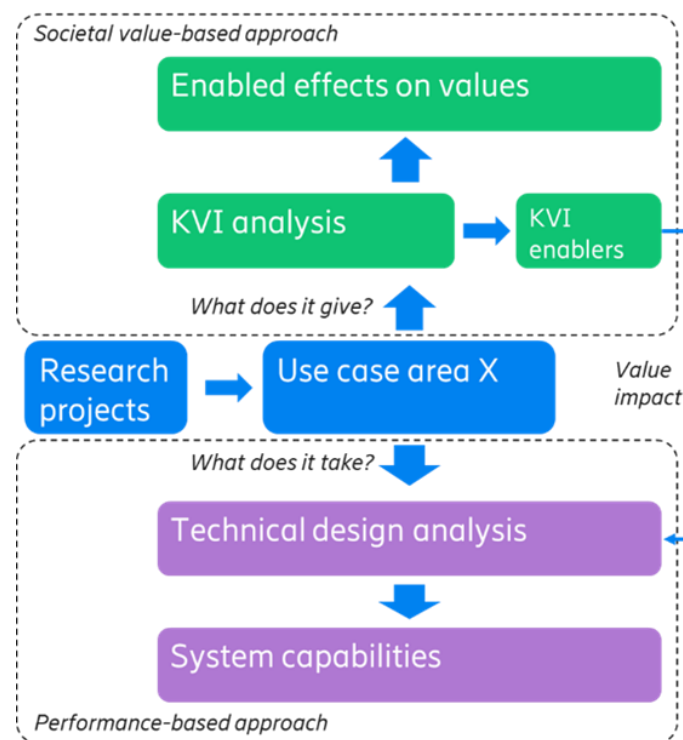 Societal value-based approach
Enabled effects on values
KVI analysis
KVI
enablers
What does it give?
Research
projects
Use case area X
Value
impact
What does it take?
Technical design analysis
System capabilities
Performance-based approach